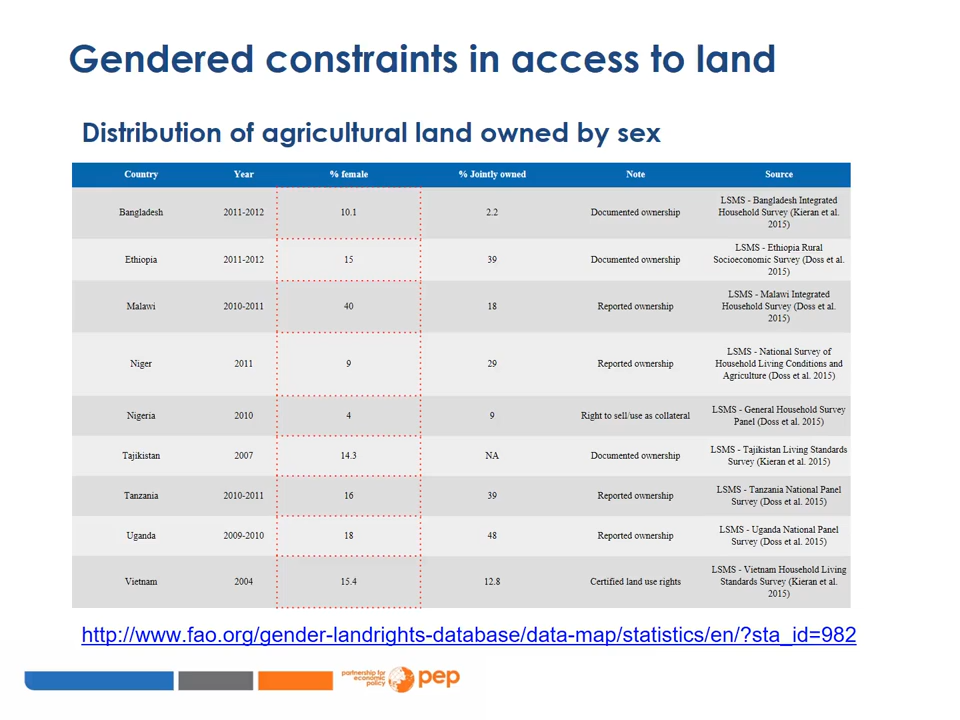 Gendered constraints in access to land
Distribution of agricultural land owned by sex
Country Year % female % Jointly owned Note Source
Bangladesh 2011-2012 10.1 2.2 Documented ownership LSMS - Bangladesh Integrated
Household Survey (Kieran et al.
2015)
Ethiopia 2011-2012 15 39 Documented ownership LSMS - Ethiopia Rural
Socioeconomic Survey (Doss et al.
2015)
Malawi 2010-2011 40 18 Reported ownership LSMS - Malawi Integrated
Household Survey (Doss et al.
2015)
Niger 2011 9 29 Reported ownership LSMS - National Survey of
Household Living Conditions and
Agriculture (Doss et al. 2015)
Nigeria 2010 4 9 Right to sell/use as collateral LSMS - General Household Survey
Panel (Doss et al. 2015)
Tajikistan 2007 14.3 NA Documented ownership LSMS - Tajikistan Living Standards
Survey (Kieran et al. 2015)
Tanzania 2010-2011 16 39 Reported ownership LSMS - Tanzania National Panel
Survey (Doss et al. 2015)
Uganda 2009-2010 18 48 Reported ownership LSMS - Uganda National Panel
Survey (Doss et al. 2015)
Vietnam 2004 15.4 12.8 Certified land use rights LSMS - Vietnam Household Living
Standards Survey (Kieran et al.
2015)
http://www.fao.org/gender-landrights-database/data-map/statistics/en/?sta_id=982
partnership for
economic
policy
pep